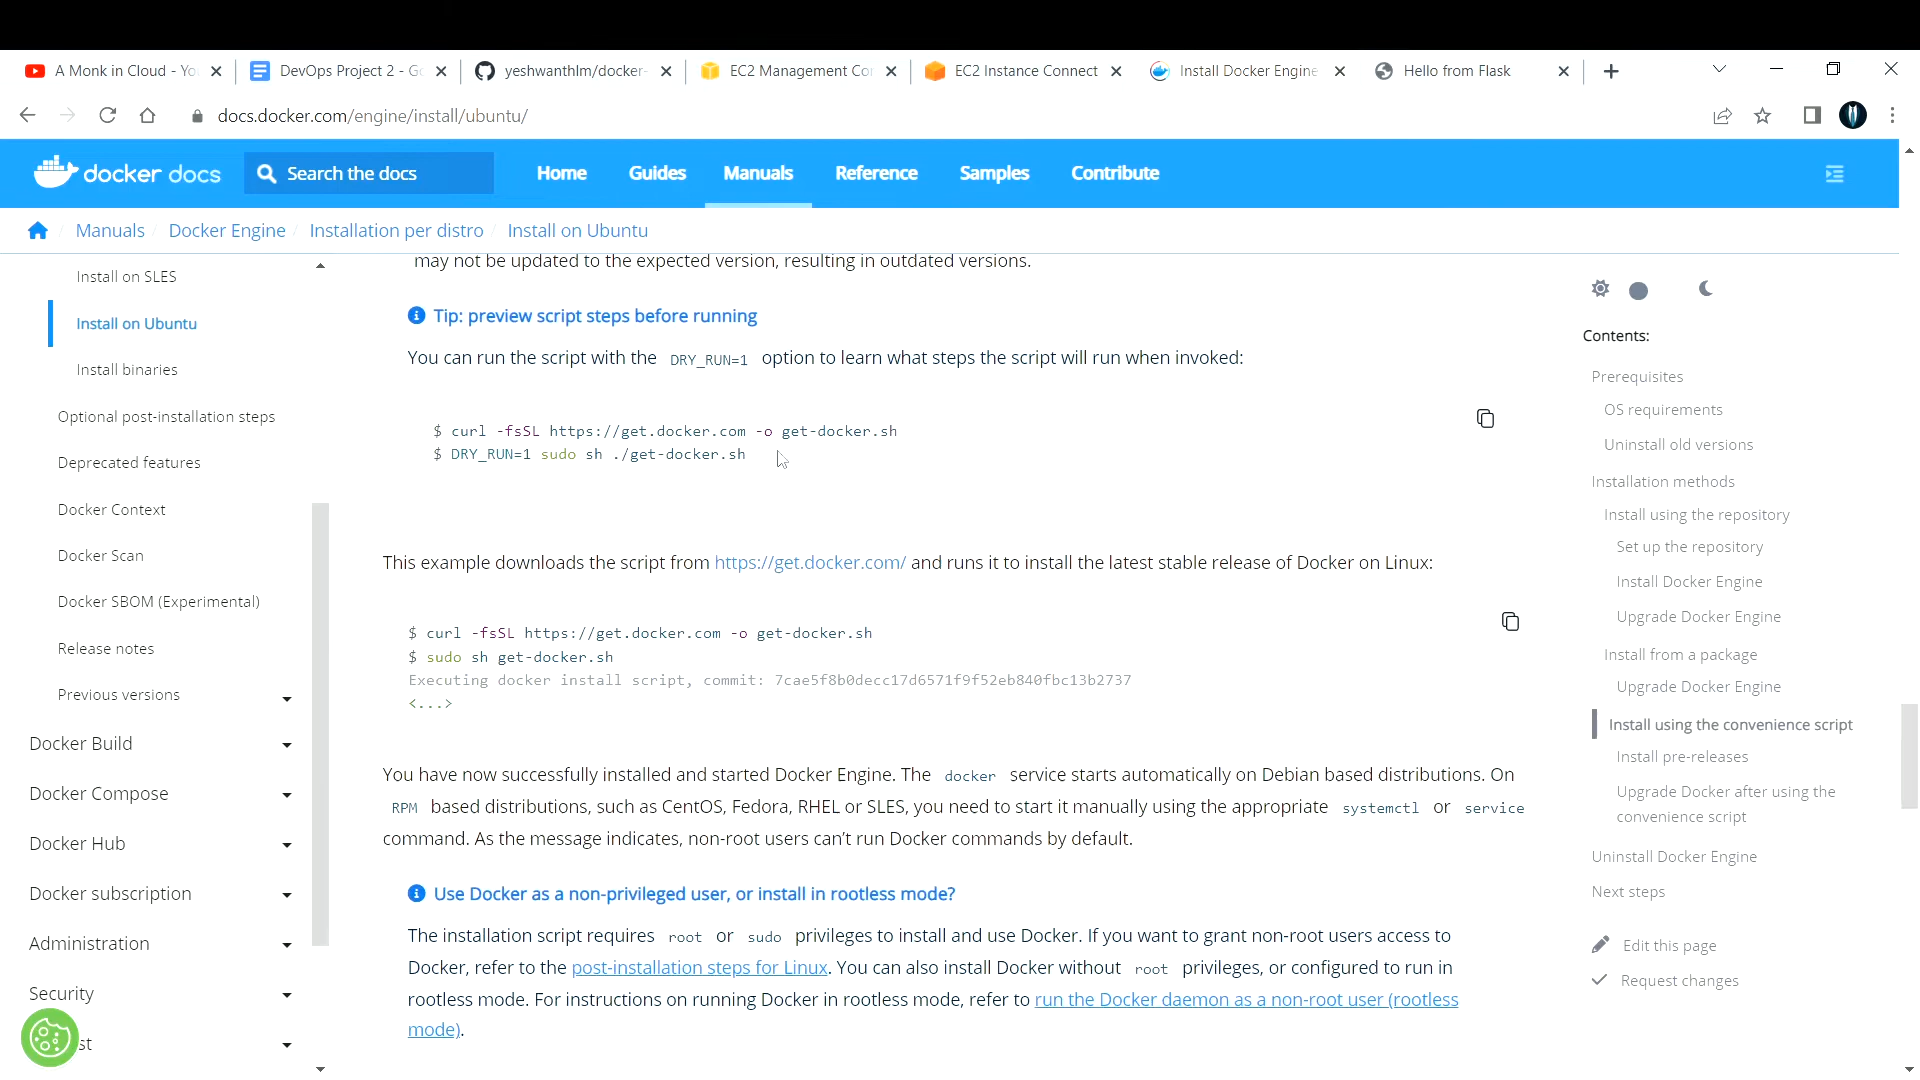 A Monk in Cloud - Yo
DevOps Project 2 - G
yeshwanthlm/docker-
EC2 Management Co
EC2 Instance Connect
Install Docker Engine
Hello from Flask
docs.docker.com/engine/install/ubuntu/
docker docs
Search the docs
Home
Guides
Manuals
Reference
Samples
Contribute
Manuals
Docker Engine
Installation per distro
Install on Ubuntu
Install on SLES
Install on Ubuntu
Install binaries
Optional post-installation steps
Deprecated features
Docker Context
Docker Scan
Docker SBOM (Experimental)
Release notes
Previous versions
Docker Build
Docker Compose
Docker Hub
Docker subscription
Administration
Security
st
may not be updated to the expected version, resulting in outdated versions.
Tip: preview script steps before running
You can run the script with the DRY_RUN=1 option to learn what steps the script will run when invoked:
$ curl -fsSL https://get.docker.com -o get-docker.sh
$ DRY_RUN=1 sudo sh ./get-docker.sh
This example downloads the script from https://get.docker.com/ and runs it to install the latest stable release of Docker on Linux:
$ curl -fsSL https://get.docker.com -o get-docker.sh
$ sudo sh get-docker.sh
Executing docker install script, commit: 7cae5f8b0decc17d6571f9f52eb840fbc13b2737
<...>
You have now successfully installed and started Docker Engine. The docker service starts automatically on Debian based distributions. On
RPM based distributions, such as CentOS, Fedora, RHEL or SLES, you need to start it manually using the appropriate systemctl or service
command. As the message indicates, non-root users can’t run Docker commands by default.
Use Docker as a non-privileged user, or install in rootless mode?
The installation script requires root or sudo privileges to install and use Docker. If you want to grant non-root users access to
Docker, refer to the post-installation steps for Linux. You can also install Docker without root privileges, or configured to run in
rootless mode. For instructions on running Docker in rootless mode, refer to run the Docker daemon as a non-root user (rootless
mode).
Contents:
Prerequisites
OS requirements
Uninstall old versions
Installation methods
Install using the repository
Set up the repository
Install Docker Engine
Upgrade Docker Engine
Install from a package
Upgrade Docker Engine
Install using the convenience script
Install pre-releases
Upgrade Docker after using the
convenience script
Uninstall Docker Engine
Next steps
Edit this page
Request changes